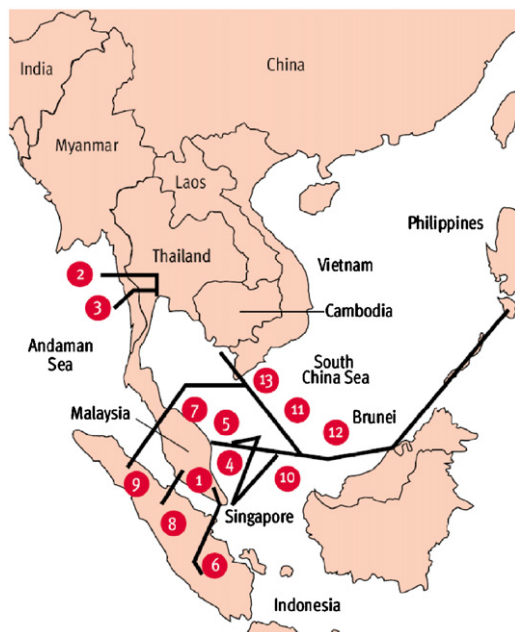 China
India
Myanmar
Laos
Philippines
Thailand
Vietnam
2
3
Cambodia
Andaman
Sea
South
China Sea
13
11
7
Malaysia
5
Brunei
12
4
10
9
1
8
Singapore
6
Indonesia